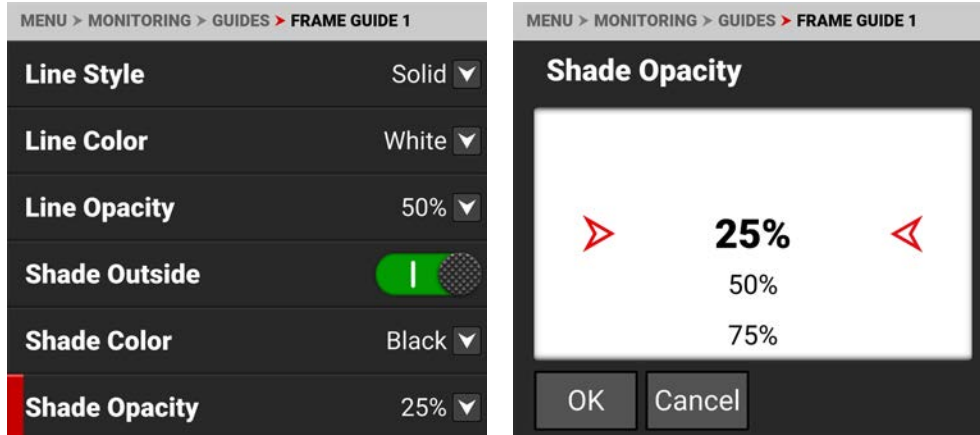 MENU > MONITORING > GUIDES > FRAME GUIDE 1
Line Style Solid
Line Color White
Line Opacity 50%
Shade Outside
Shade Color Black
Shade Opacity 25%
MENU > MONITORING > GUIDES > FRAME GUIDE 1
Shade Opacity
25%
50%
75%
OK Cancel